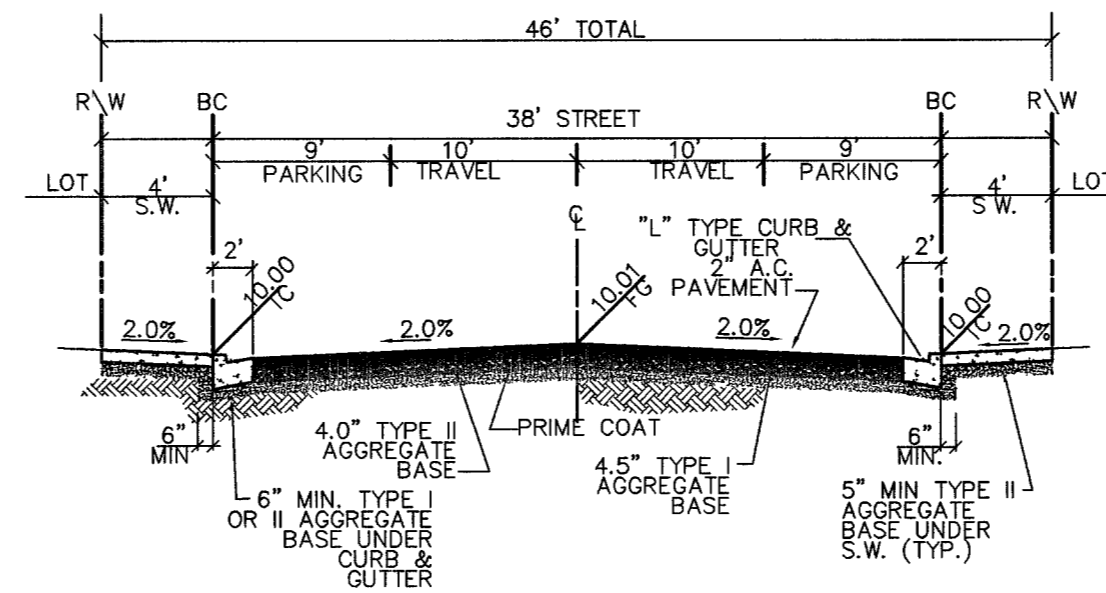 46' TOTAL
R\W
BC
38' STREET
BC
R\W
9'
PARKING
10'
TRAVEL
10'
TRAVEL
9'
PARKING
LOT
4'
S.W.
4'
S.W.
LOT
2'
℄
"L" TYPE CURB &
GUTTER
2" A.C.
PAVEMENT
2'
10.00
TC
10.01
FG
10.00
TC
2.0%
2.0%
2.0%
2.0%
6"
MIN
4.0" TYPE II
AGGREGATE
BASE
PRIME COAT
4.5" TYPE I
AGGREGATE
BASE
6"
MIN.
6" MIN. TYPE I
OR II AGGREGATE
BASE UNDER
CURB &
GUTTER
5" MIN TYPE II
AGGREGATE
BASE UNDER
S.W. (TYP.)